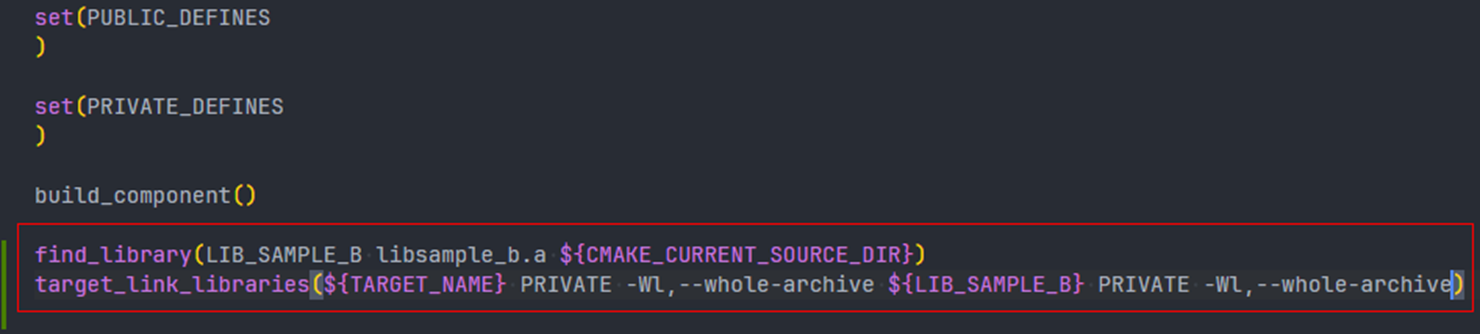 set(PUBLIC_DEFINES
)
set(PRIVATE_DEFINES
)
build_component()
find_library(LIB_SAMPLE_B libsample_b.a ${CMAKE_CURRENT_SOURCE_DIR})
target_link_libraries(${TARGET_NAME} PRIVATE -Wl,--whole-archive ${LIB_SAMPLE_B} PRIVATE -Wl,--whole-archive)